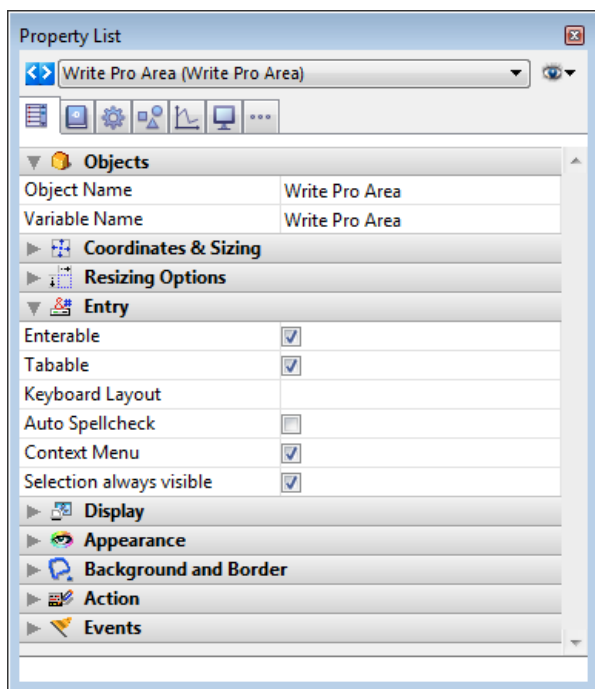 Property List
Write Pro Area (Write Pro Area)
Objects
Object Name Write Pro Area
Variable Name Write Pro Area
Coordinates & Sizing
Resizing Options
Entry
Enterable
Tabable
Keyboard Layout
Auto Spellcheck
Context Menu
Selection always visible
Display
Appearance
Background and Border
Action
Events